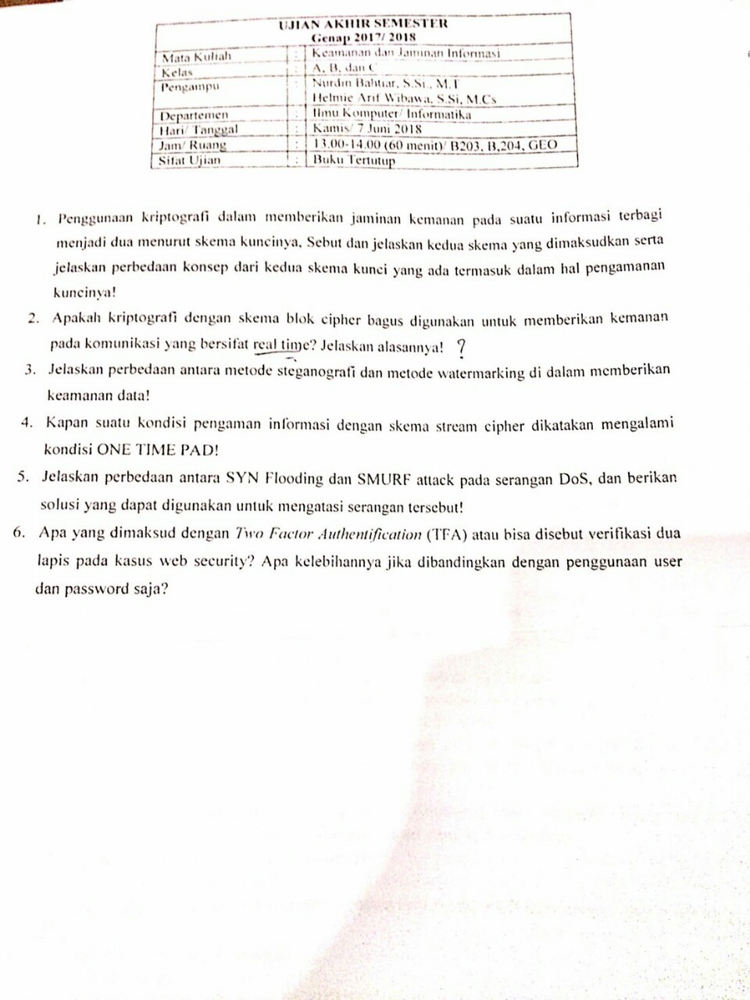 UJIAN AKHIR SEMESTER
Genap 2017/ 2018
Mata Kuliah : Keamanan dan Jaminan Informasi
Kelas : A, B, dan C
Pengampu : Nurdin Bahtiar, S.Si., M.T
Helmie Arif Wibawa, S.Si, M.Cs
Departemen : Ilmu Komputer/ Informatika
Hari/ Tanggal : Kamis/ 7 Juni 2018
Jam/ Ruang : 13.00-14.00 (60 menit)/ B203, B,204, GEO
Sifat Ujian : Buku Tertutup
1. Penggunaan kriptografi dalam memberikan jaminan kemanan pada suatu informasi terbagi
menjadi dua menurut skema kuncinya. Sebut dan jelaskan kedua skema yang dimaksudkan serta
jelaskan perbedaan konsep dari kedua skema kunci yang ada termasuk dalam hal pengamanan
kuncinya!
2. Apakah kriptografi dengan skema blok cipher bagus digunakan untuk memberikan kemanan
pada komunikasi yang bersifat real time? Jelaskan alasannya! ?
3. Jelaskan perbedaan antara metode steganografi dan metode watermarking di dalam memberikan
keamanan data!
4. Kapan suatu kondisi pengaman informasi dengan skema stream cipher dikatakan mengalami
kondisi ONE TIME PAD!
5. Jelaskan perbedaan antara SYN Flooding dan SMURF attack pada serangan DoS, dan berikan
solusi yang dapat digunakan untuk mengatasi serangan tersebut!
6. Apa yang dimaksud dengan Two Factor Authentification (TFA) atau bisa disebut verifikasi dua
lapis pada kasus web security? Apa kelebihannya jika dibandingkan dengan penggunaan user
dan password saja?